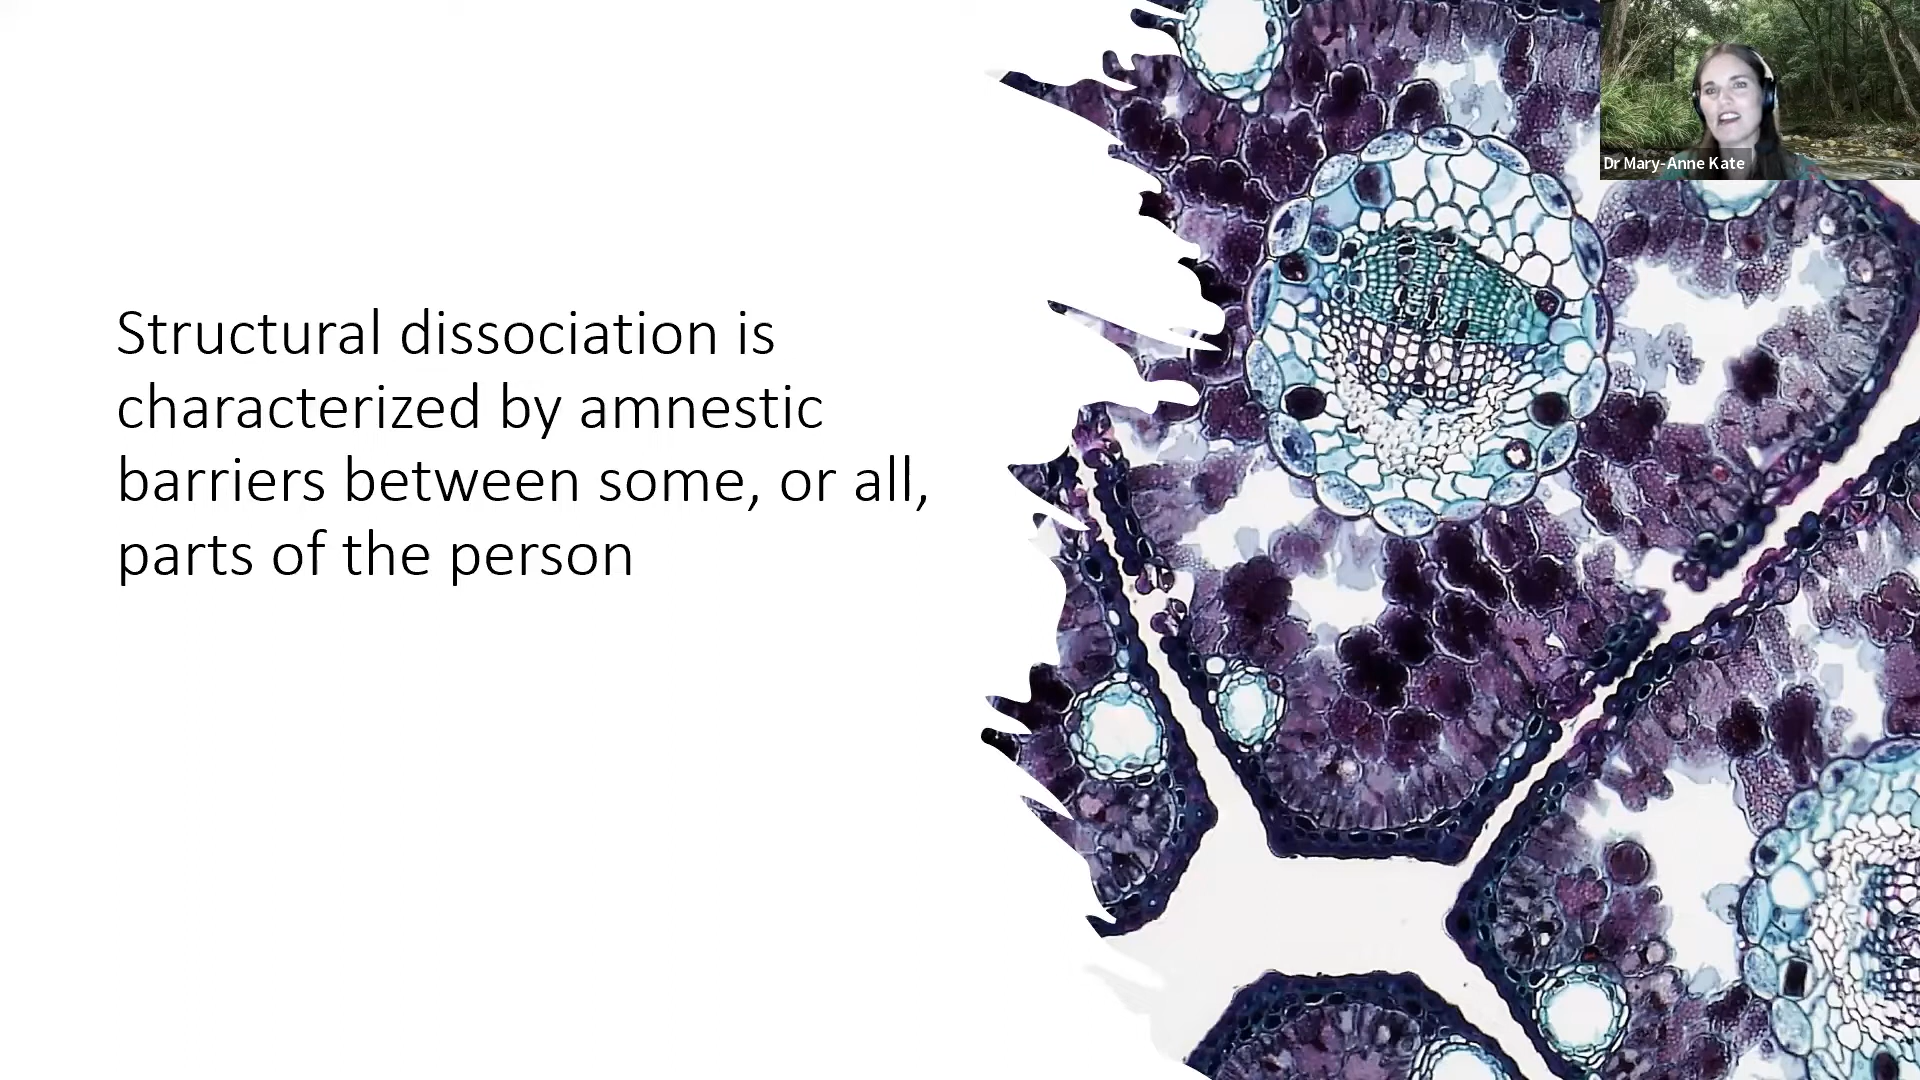 Dr Mary-Anne Kate
Structural dissociation is
characterized by amnestic
barriers between some, or all,
parts of the person